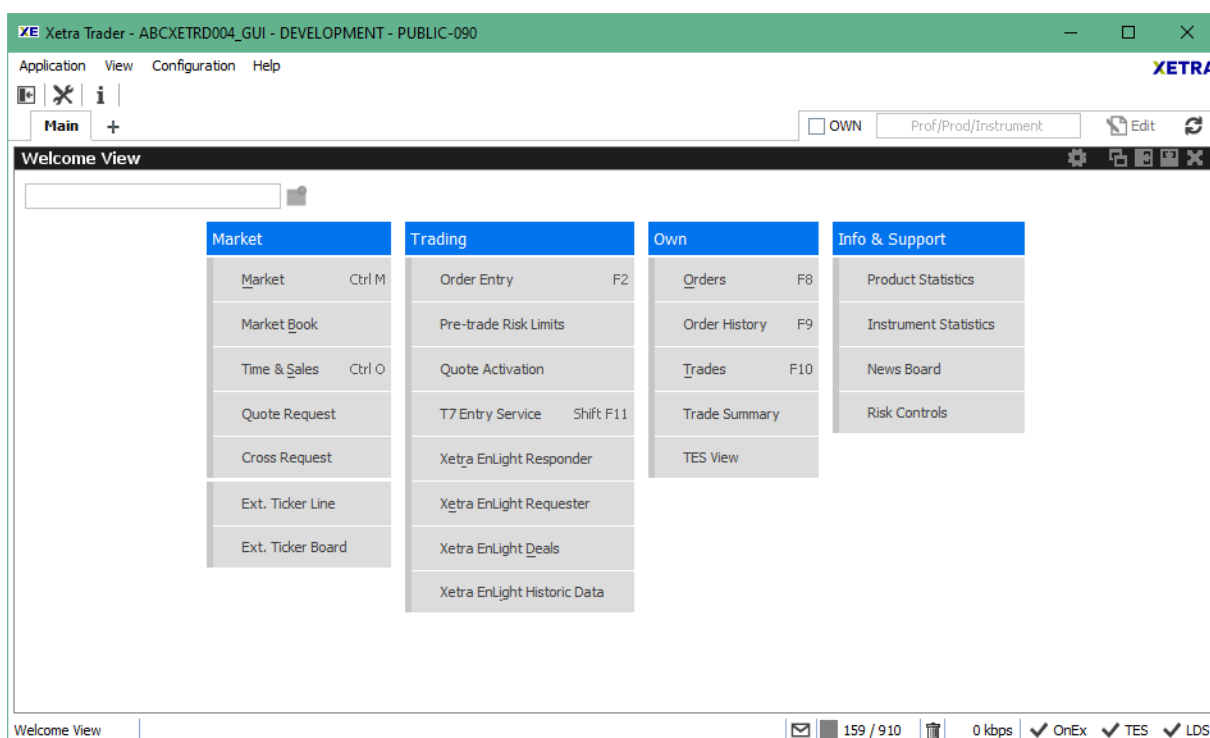 XE Xetra Trader - ABCXETRD004_GUI - DEVELOPMENT - PUBLIC-090
Application View Configuration Help
XETRA
Main + OWN Prof/Prod/Instrument Edit
Welcome View
Market
Market Ctrl M
Market Book
Time & Sales Ctrl O
Quote Request
Cross Request
Ext. Ticker Line
Ext. Ticker Board
Trading
Order Entry F2
Pre-trade Risk Limits
Quote Activation
T7 Entry Service Shift F11
Xetra EnLight Responder
Xetra EnLight Requester
Xetra EnLight Deals
Xetra EnLight Historic Data
Own
Orders F8
Order History F9
Trades F10
Trade Summary
TES View
Info & Support
Product Statistics
Instrument Statistics
News Board
Risk Controls
Welcome View 159 / 910 0 kbps OnEx TES LDS